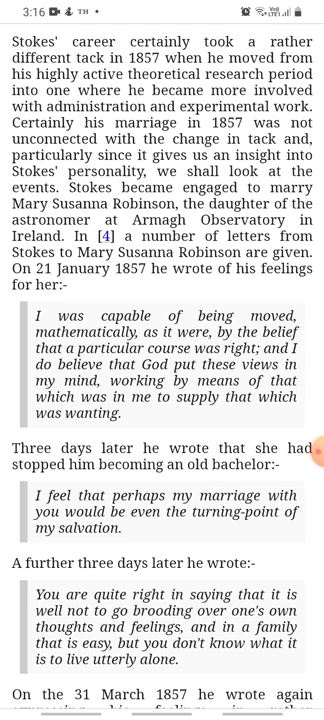 3:16 TH •
Vo9 LTE1
Stokes' career certainly took a rather
different tack in 1857 when he moved from
his highly active theoretical research period
into one where he became more involved
with administration and experimental work.
Certainly his marriage in 1857 was not
unconnected with the change in tack and,
particularly since it gives us an insight into
Stokes' personality, we shall look at the
events. Stokes became engaged to marry
Mary Susanna Robinson, the daughter of the
astronomer at Armagh Observatory in
Ireland. In [4] a number of letters from
Stokes to Mary Susanna Robinson are given.
On 21 January 1857 he wrote of his feelings
for her:-
I was capable of being moved,
mathematically, as it were, by the belief
that a particular course was right; and I
do believe that God put these views in
my mind, working by means of that
which was in me to supply that which
was wanting.
Three days later he wrote that she had
stopped him becoming an old bachelor:-
I feel that perhaps my marriage with
you would be even the turning-point of
my salvation.
A further three days later he wrote:-
You are quite right in saying that it is
well not to go brooding over one's own
thoughts and feelings, and in a family
that is easy, but you don't know what it
is to live utterly alone.
On the 31 March 1857 he wrote again